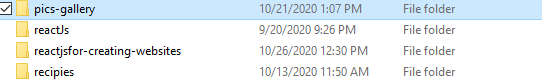 pics-gallery 10/21/2020 1:07 PM File folder
reactJs 9/20/2020 9:26 PM File folder
reactjsfor-creating-websites 10/26/2020 12:30 PM File folder
recipies 10/13/2020 11:50 AM File folder